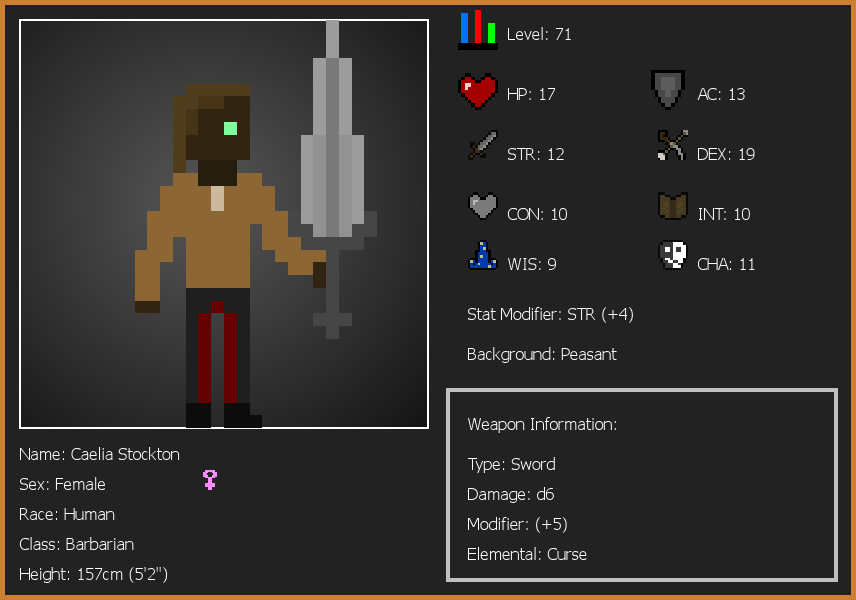 Level: 71
HP: 17
AC: 13
STR: 12
DEX: 19
CON: 10
INT: 10
WIS: 9
CHA: 11
Stat Modifier: STR (+4)
Background: Peasant
Weapon Information:
Type: Sword
Damage: d6
Modifier: (+5)
Elemental: Curse
Name: Caelia Stockton
Sex: Female
Race: Human
Class: Barbarian
Height: 157cm (5'2")